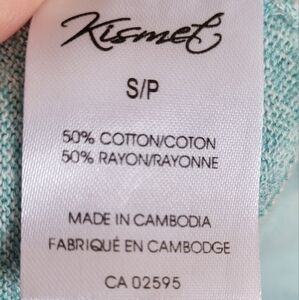 Kismet
S/P
50% COTTON/COTON
50% RAYON/RAYONNE
MADE IN CAMBODIA
FABRIQUÉ EN CAMBODGE
CA 02595